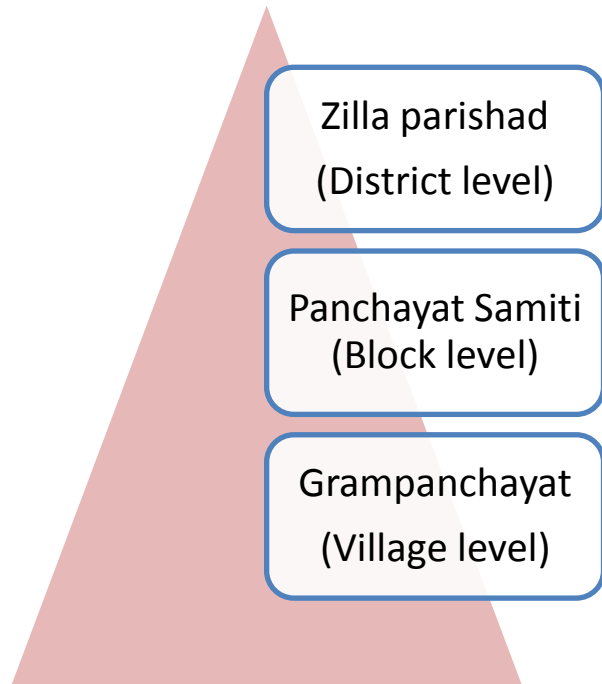 Zilla parishad
(District level)
Panchayat Samiti
(Block level)
Grampanchayat
(Village level)